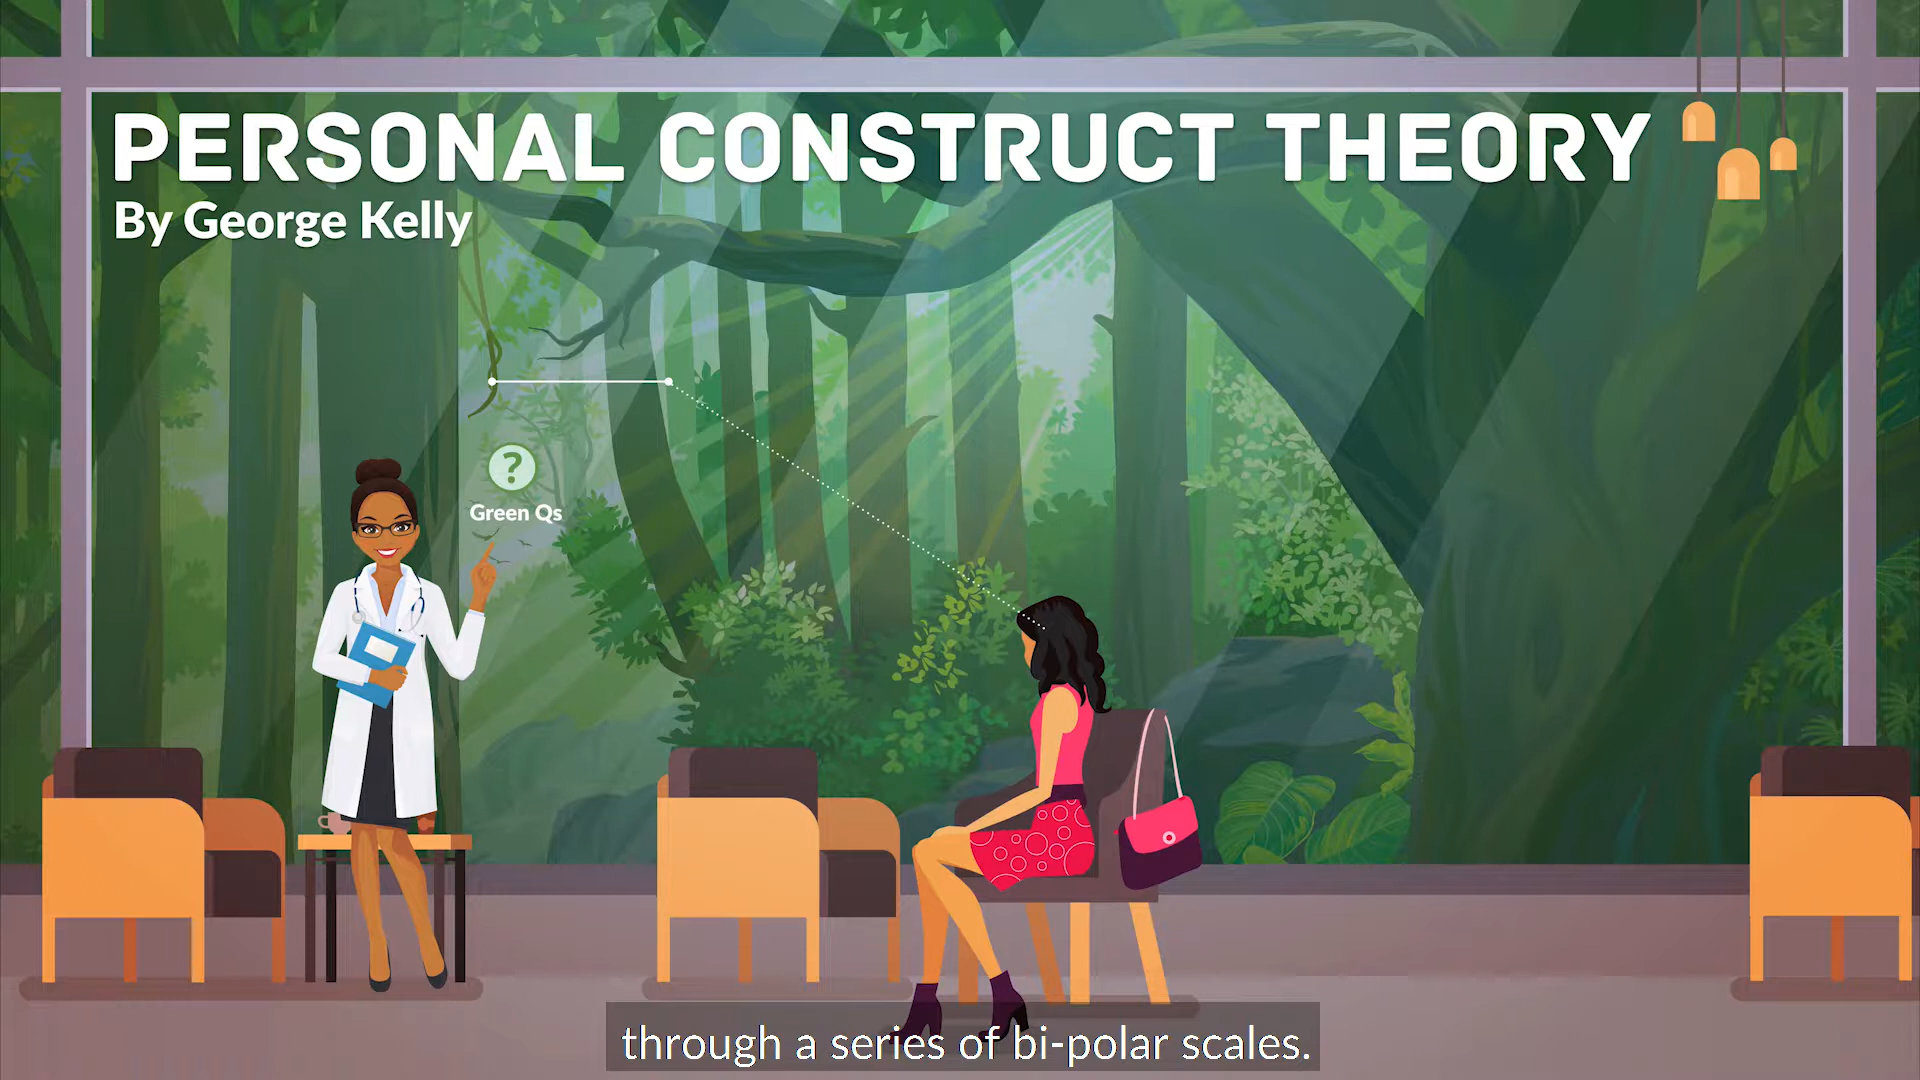 PERSONAL CONSTRUCT THEORY
By George Kelly
?
Green Qs
through a series of bi-polar scales.